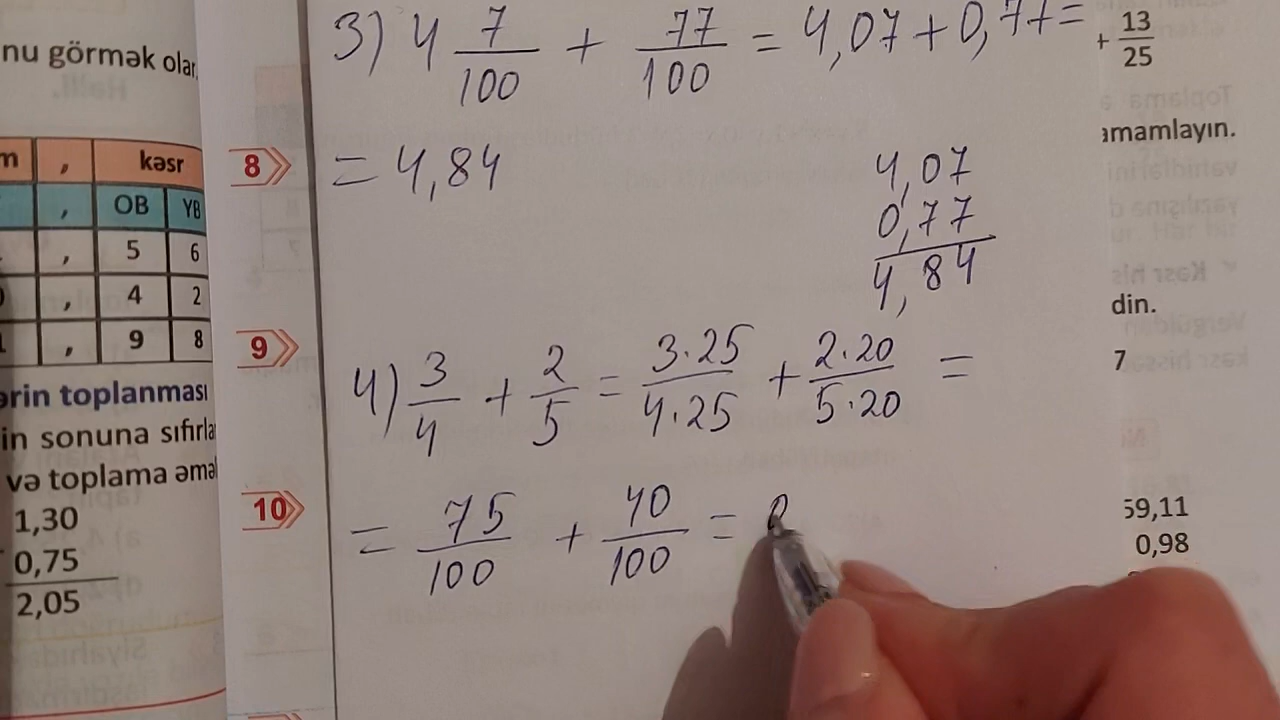 nu görmək olar.
m , kəsr
, OB YB
, 5 6
, 4 2
, 9 8
ərin toplanması
in sonuna sıfırla
və toplama əmə
1,30
0,75
2,05
8
9
10
3) 4 7/100 + 77/100 = 4,07 + 0,77 =
= 4,84
4,07
0,77
4,84
4) 3/4 + 2/5 = 3·25/4·25 + 2·20/5·20 =
= 75/100 + 40/100 = 0
+ 13/25
amamlayın.
din.
7
59,11
0,98